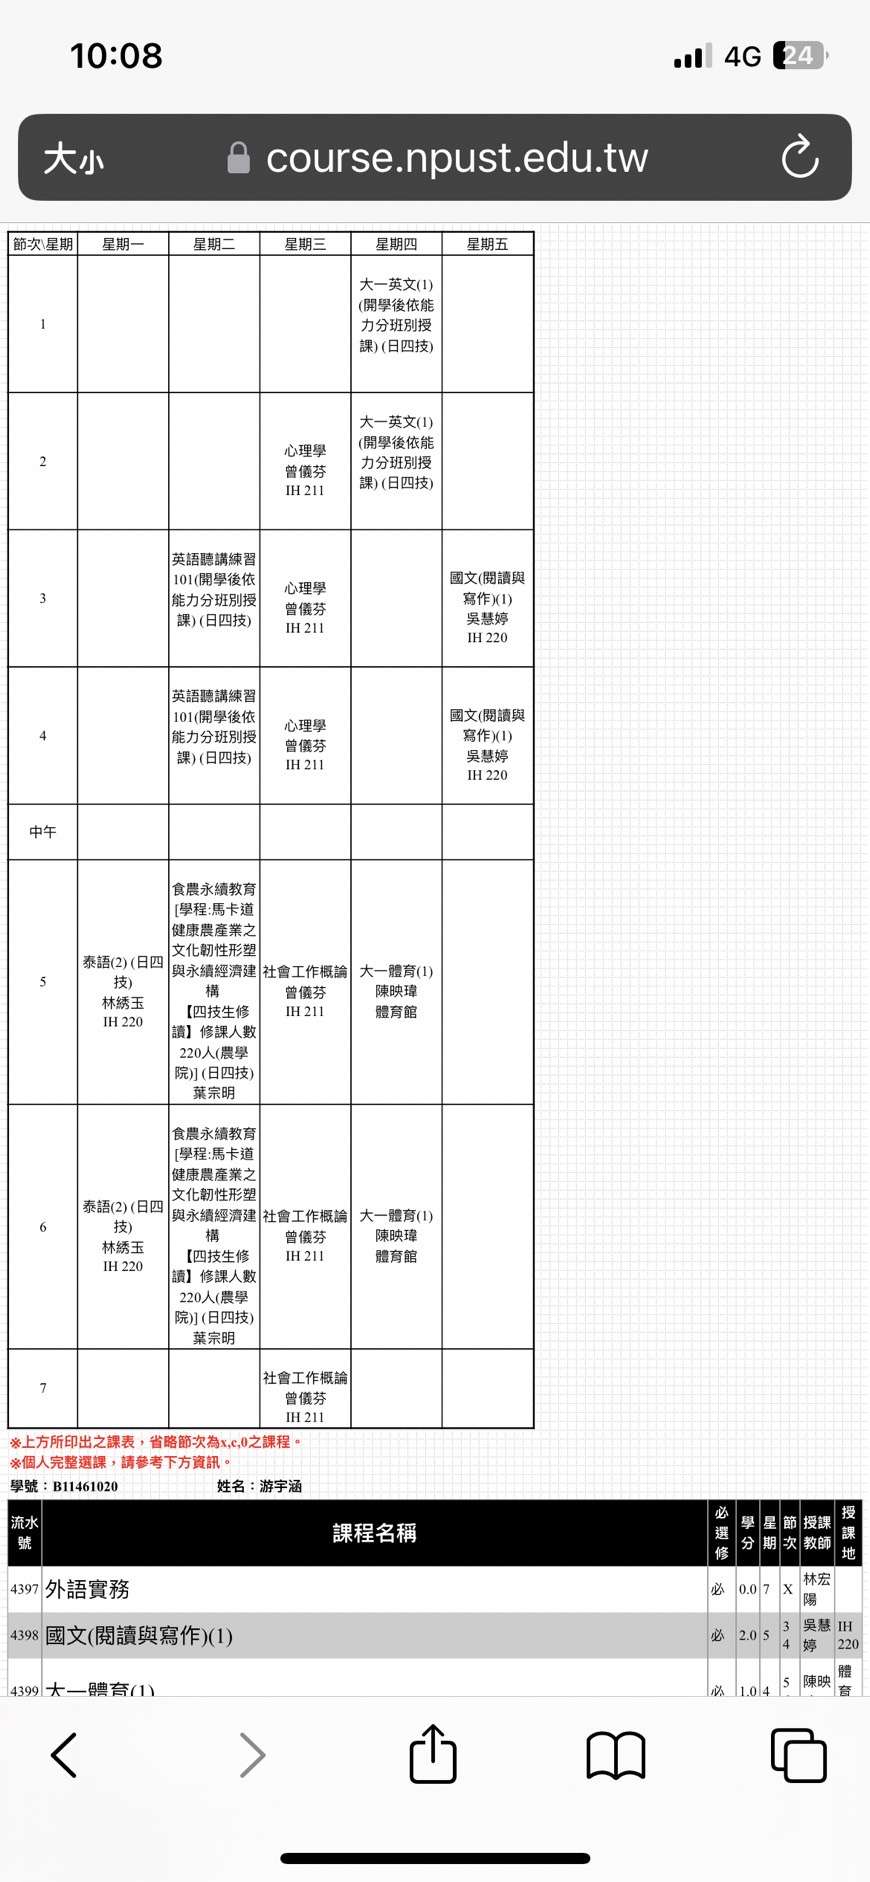 10:08
4G 24
大小 course.npust.edu.tw
節次\星期 星期一 星期二 星期三 星期四 星期五
1
大一英文(1)
(開學後依能
力分班別授
課) (日四技)
2
心理學
曾儀芬
IH 211
大一英文(1)
(開學後依能
力分班別授
課) (日四技)
3
英語聽講練習
101(開學後依
能力分班別授
課) (日四技)
心理學
曾儀芬
IH 211
國文(閱讀與
寫作)(1)
吳慧婷
IH 220
4
英語聽講練習
101(開學後依
能力分班別授
課) (日四技)
心理學
曾儀芬
IH 211
國文(閱讀與
寫作)(1)
吳慧婷
IH 220
中午
5
泰語(2) (日四
技)
林綉玉
IH 220
食農永續教育
[學程:馬卡道
健康農產業之
文化韌性形塑
與永續經濟建
構
【四技生修
讀】修課人數
220人(農學
院)] (日四技)
葉宗明
社會工作概論
曾儀芬
IH 211
大一體育(1)
陳映瑋
體育館
6
泰語(2) (日四
技)
林綉玉
IH 220
食農永續教育
[學程:馬卡道
健康農產業之
文化韌性形塑
與永續經濟建
構
【四技生修
讀】修課人數
220人(農學
院)] (日四技)
葉宗明
社會工作概論
曾儀芬
IH 211
大一體育(1)
陳映瑋
體育館
7
社會工作概論
曾儀芬
IH 211
※上方所印出之課表，省略節次為x,c,0之課程。
※個人完整選課，請參考下方資訊。
學號：B11461020 姓名：游宇涵
流水號 課程名稱 必選修 學分 星期 節次 授課教師 授課地
4397 外語實務 必 0.0 7 X 林宏陽
4398 國文(閱讀與寫作)(1) 必 2.0 5 3 4 吳慧婷 IH 220
4399 大一體育(1) 必 1.0 4 5 陳映 體育